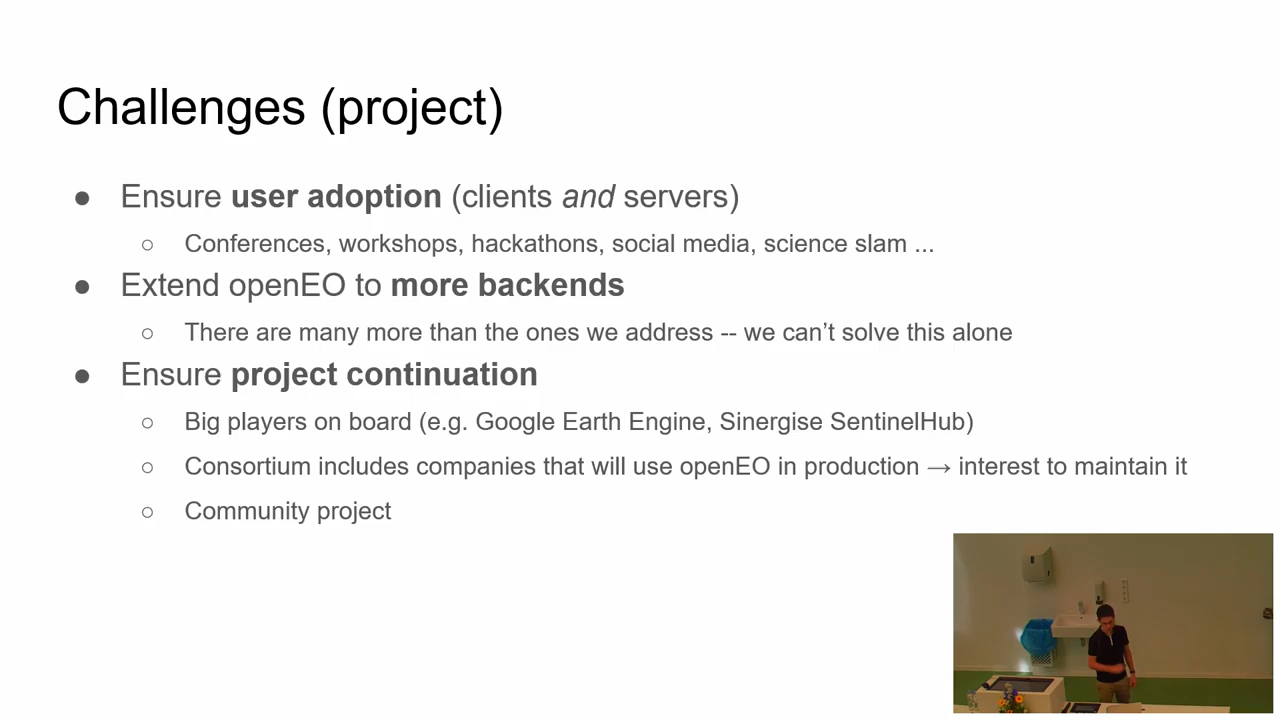 Challenges (project)
● Ensure user adoption (clients and servers)
○ Conferences, workshops, hackathons, social media, science slam ...
● Extend openEO to more backends
○ There are many more than the ones we address -- we can’t solve this alone
● Ensure project continuation
○ Big players on board (e.g. Google Earth Engine, Sinergise SentinelHub)
○ Consortium includes companies that will use openEO in production → interest to maintain it
○ Community project